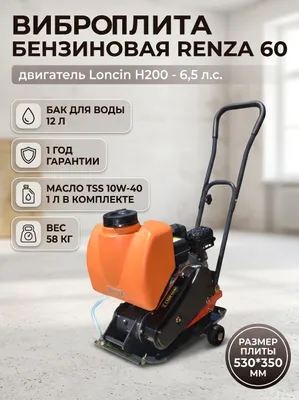 ВИБРОПЛИТА
БЕНЗИНОВАЯ RENZA 60
двигатель Loncin H200 - 6,5 л.с.
БАК ДЛЯ ВОДЫ
12 Л
1 ГОД
ГАРАНТИИ
МАСЛО TSS 10W-40
1 Л В КОМПЛЕКТЕ
ВЕС
58 КГ
РАЗМЕР
ПЛИТЫ
530*350
ММ